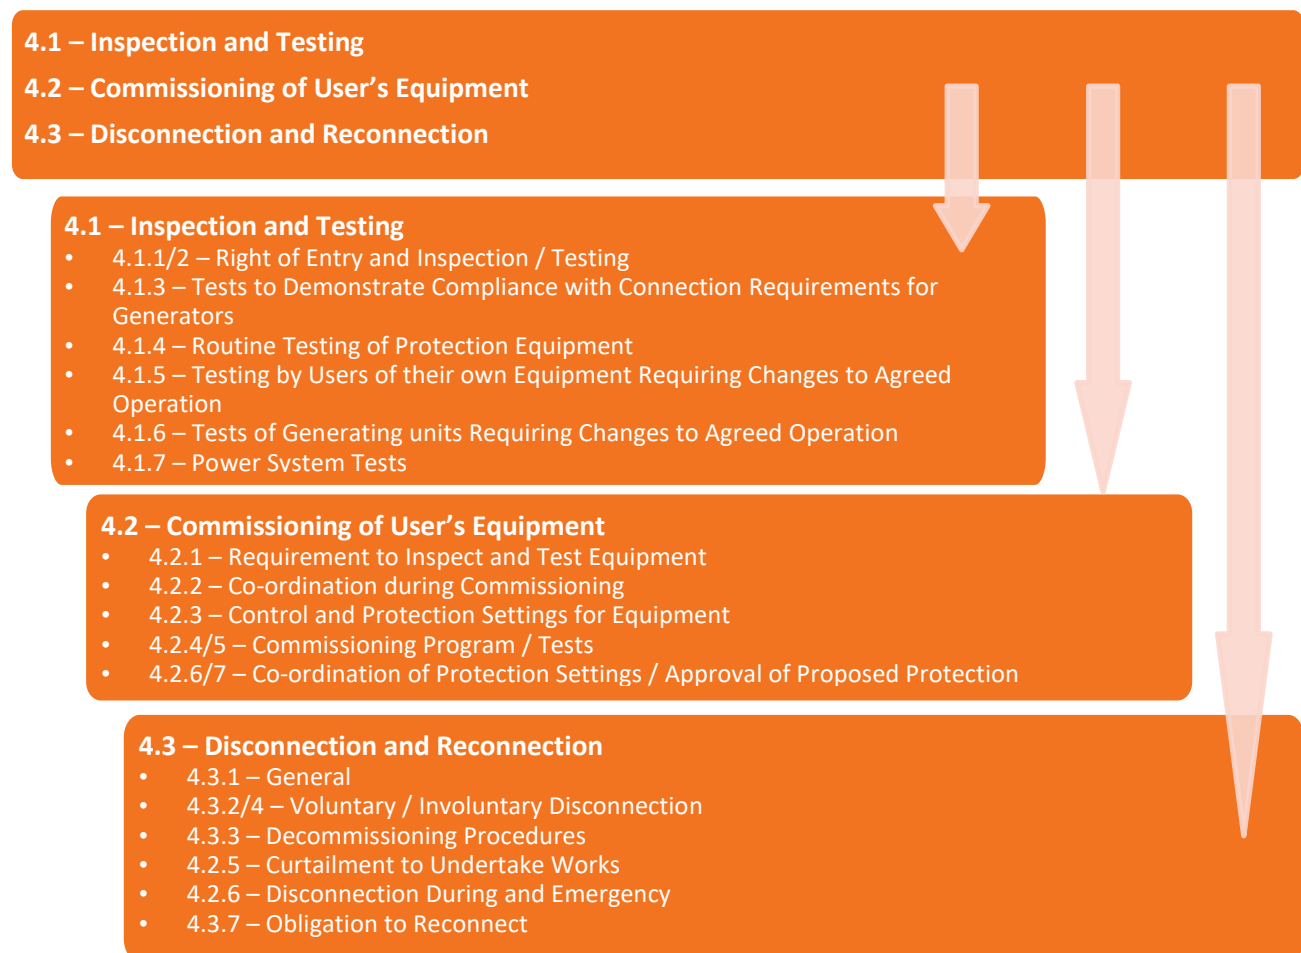 4.1 – Inspection and Testing
4.2 – Commissioning of User’s Equipment
4.3 – Disconnection and Reconnection
4.1 – Inspection and Testing
• 4.1.1/2 – Right of Entry and Inspection / Testing
• 4.1.3 – Tests to Demonstrate Compliance with Connection Requirements for
Generators
• 4.1.4 – Routine Testing of Protection Equipment
• 4.1.5 – Testing by Users of their own Equipment Requiring Changes to Agreed
Operation
• 4.1.6 – Tests of Generating units Requiring Changes to Agreed Operation
• 4.1.7 – Power System Tests
4.2 – Commissioning of User’s Equipment
• 4.2.1 – Requirement to Inspect and Test Equipment
• 4.2.2 – Co-ordination during Commissioning
• 4.2.3 – Control and Protection Settings for Equipment
• 4.2.4/5 – Commissioning Program / Tests
• 4.2.6/7 – Co-ordination of Protection Settings / Approval of Proposed Protection
4.3 – Disconnection and Reconnection
• 4.3.1 – General
• 4.3.2/4 – Voluntary / Involuntary Disconnection
• 4.3.3 – Decommissioning Procedures
• 4.2.5 – Curtailment to Undertake Works
• 4.2.6 – Disconnection During and Emergency
• 4.3.7 – Obligation to Reconnect